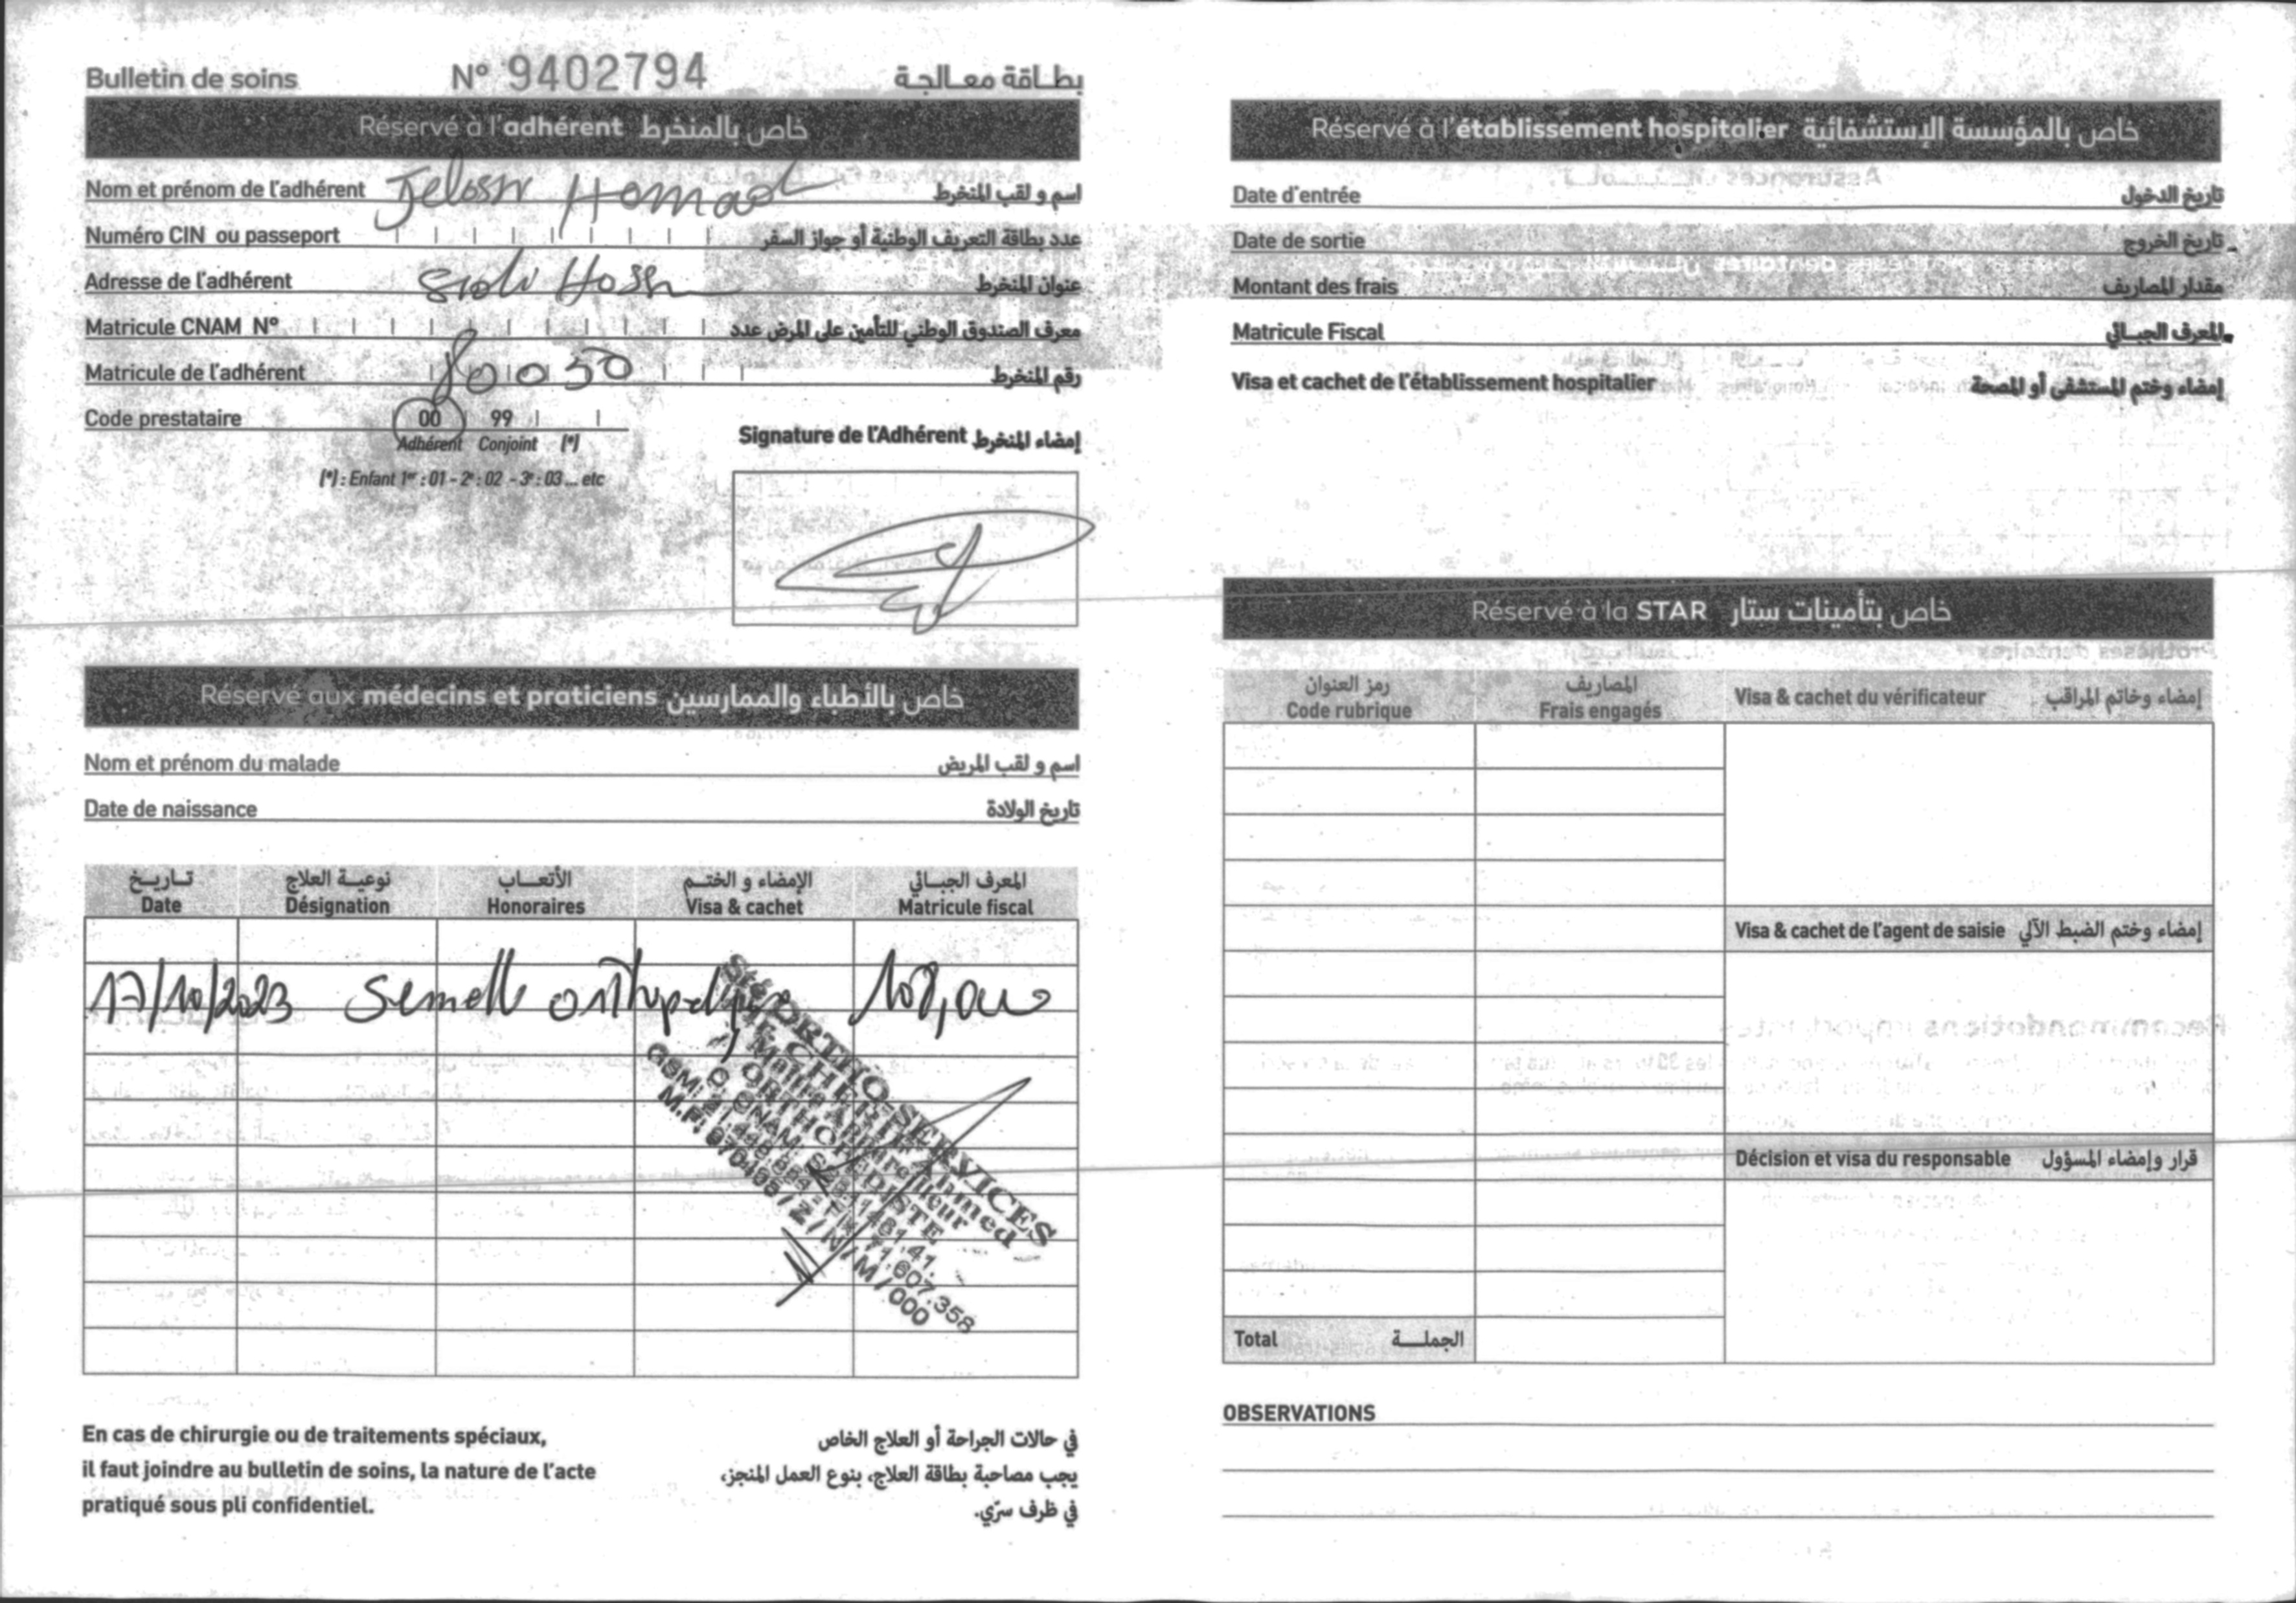 Bulletin de soins N° 9402794 بطاقة معالجة
Réservé à l'adhérent خاص بالمنخرط
Nom et prénom de l'adhérent Jelassi Hamadi اسم و لقب المنخرط
Numéro CIN ou passeport عدد بطاقة التعريف الوطنية أو جواز السفر
Adresse de l'adhérent Sidi عنوان المنخرط
Matricule CNAM N° معرف الصندوق الوطني للتأمين على المرض عدد
Matricule de l'adhérent 80050 رقم المنخرط
Code prestataire 00 99
Adhérent Conjoint (*)
(*) : Enfant 1er : 01 - 2e : 02 - 3e : 03 ... etc
Signature de l'Adhérent إمضاء المنخرط
Réservé aux médecins et praticiens خاص بالأطباء والممارسين
Nom et prénom du malade اسم و لقب المريض
Date de naissance تاريخ الولادة
تاريخ نوعية العلاج الأتعاب الإمضاء و الختم المعرف الجبائي
Date Désignation Honoraires Visa & cachet Matricule fiscal
17/10/2023 Semelle 108,000
Sté ORTHO-SERVICES
Ahmed
ORTHOPEDISTE
En cas de chirurgie ou de traitements spéciaux,
il faut joindre au bulletin de soins, la nature de l'acte
pratiqué sous pli confidentiel.
في حالات الجراحة أو العلاج الخاص
يجب مصاحبة بطاقة العلاج، بنوع العمل المنجز،
في ظرف سرّي.
Réservé à l'établissement hospitalier خاص بالمؤسسة الإستشفائية
Date d'entrée تاريخ الدخول
Date de sortie تاريخ الخروج
Montant des frais مقدار المصاريف
Matricule Fiscal المعرف الجبائي
Visa et cachet de l'établissement hospitalier إمضاء وختم المستشفى أو المصحة
Réservé à la STAR خاص بتأمينات ستار
رمز العنوان المصاريف
Code rubrique Frais engagés Visa & cachet du vérificateur إمضاء وخاتم المراقب
Visa & cachet de l'agent de saisie إمضاء وختم الضبط الآلي
Décision et visa du responsable قرار وإمضاء المسؤول
Total الجملة
OBSERVATIONS